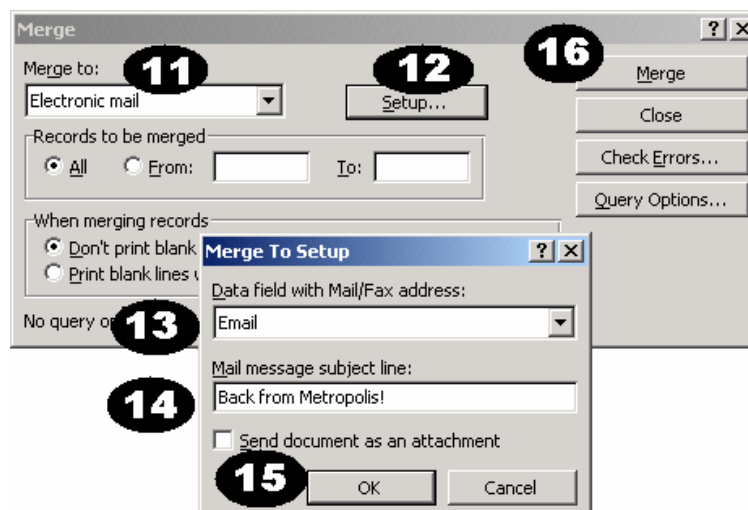 Merge
16
Merge to:
11
12
Merge
Electronic mail
Setup...
Close
Records to be merged
All
From:
To:
Check Errors...
Query Options...
When merging records
Don't print blank
Print blank lines
Merge To Setup
Data field with Mail/Fax address:
No query
13
Email
Mail message subject line:
14
Back from Metropolis!
Send document as an attachment
15
OK
Cancel